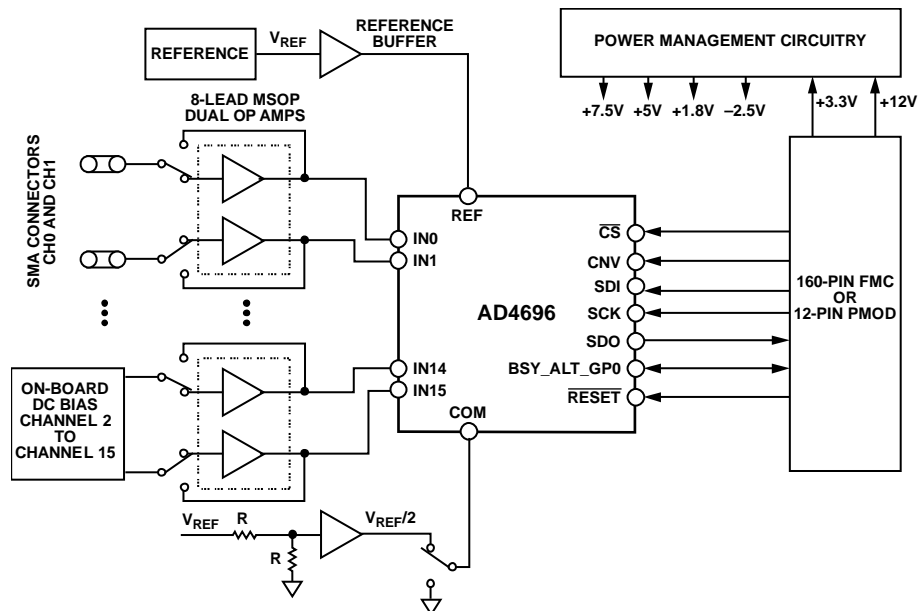 REFERENCE
VREF
REFERENCE
BUFFER
POWER MANAGEMENT CIRCUITRY
+7.5V
+5V
+1.8V
–2.5V
+3.3V
+12V
8-LEAD MSOP
DUAL OP AMPS
SMA CONNECTORS
CH0 AND CH1
REF
IN0
IN1
AD4696
CS
CNV
SDI
SCK
SDO
BSY_ALT_GP0
RESET
160-PIN FMC
OR
12-PIN PMOD
IN14
IN15
COM
ON-BOARD
DC BIAS
CHANNEL 2
TO
CHANNEL 15
VREF
R
R
VREF/2